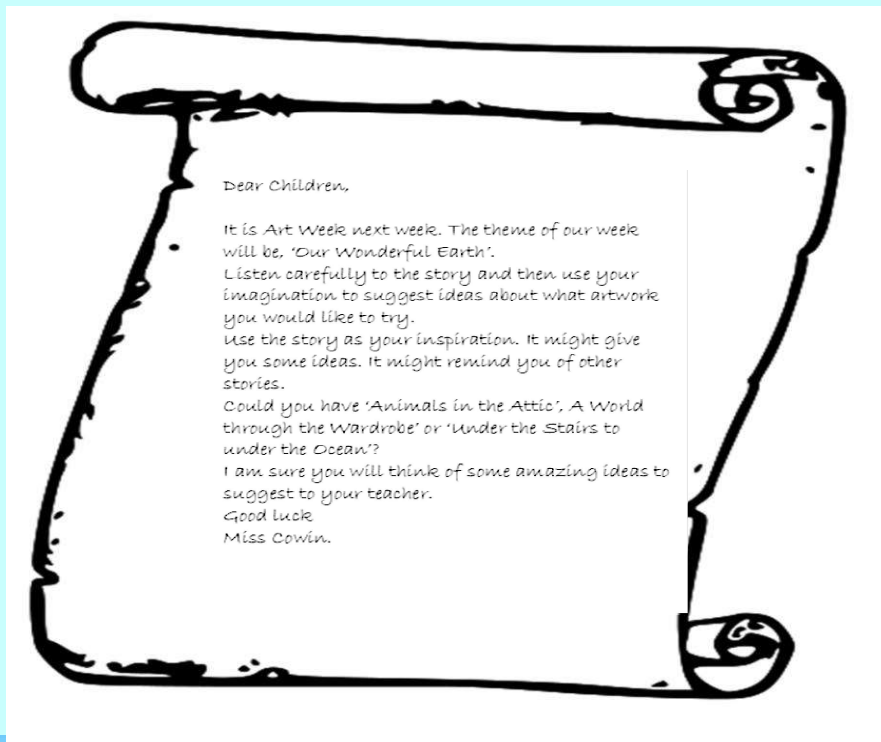 Dear Children,
It is Art Week next week. The theme of our week
will be, ‘Our Wonderful Earth’.
Listen carefully to the story and then use your
imagination to suggest ideas about what artwork
you would like to try.
Use the story as your inspiration. It might give
you some ideas. It might remind you of other
stories.
Could you have ‘Animals in the Attic’, A World
through the Wardrobe’ or ‘Under the Stairs to
under the Ocean’?
I am sure you will think of some amazing ideas to
suggest to your teacher.
Good luck
Miss Cowin.